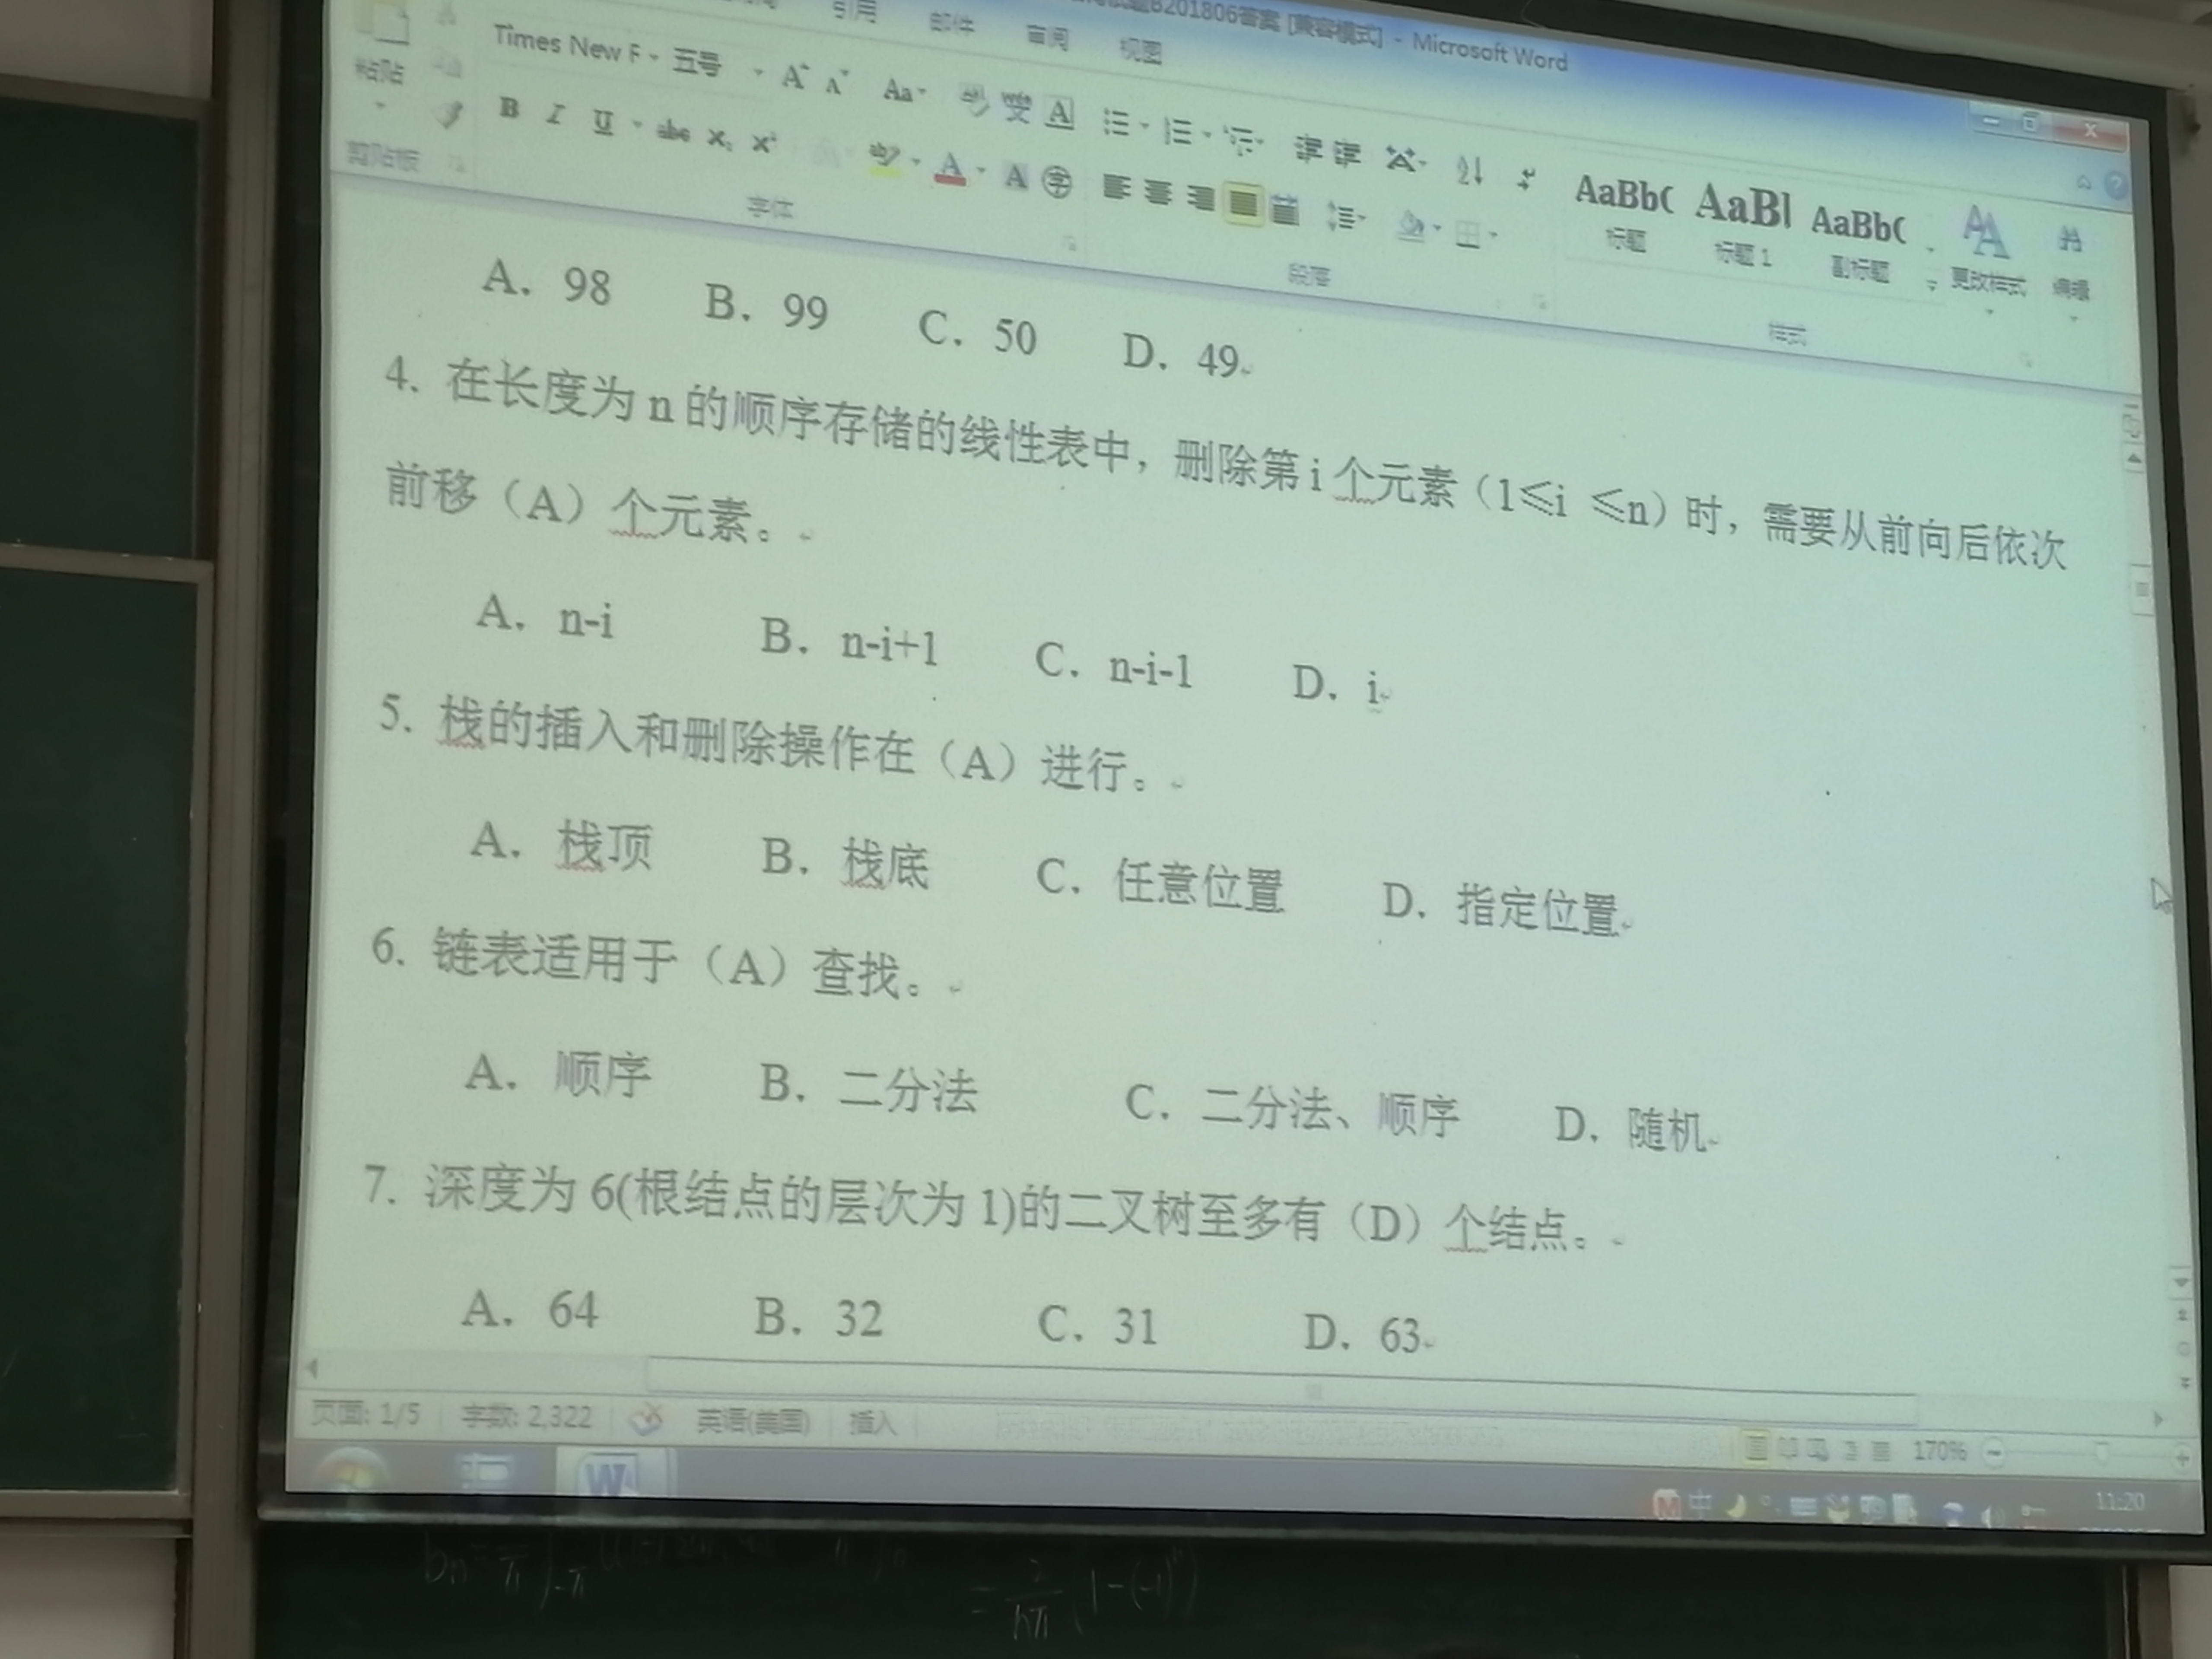 8201806答案 [兼容模式] - Microsoft Word
引用 邮件 审阅 视图
粘贴
Times New F 五号
B I U abc
剪贴板 字体 段落 样式
AaBbC AaBl AaBbC
标题 标题 1 副标题 更改样式 编辑
A. 98 B. 99 C. 50 D. 49
4. 在长度为 n 的顺序存储的线性表中，删除第 i 个元素（1≤i ≤n）时，需要从前向后依次
前移（A）个元素。
A. n-i B. n-i+1 C. n-i-1 D. i
5. 栈的插入和删除操作在（A）进行。
A. 栈顶 B. 栈底 C. 任意位置 D. 指定位置
6. 链表适用于（A）查找。
A. 顺序 B. 二分法 C. 二分法、顺序 D. 随机
7. 深度为 6(根结点的层次为 1)的二叉树至多有（D）个结点。
A. 64 B. 32 C. 31 D. 63
页面: 1/5 字数: 2,322 英语(美国) 插入 170%
中 11:20